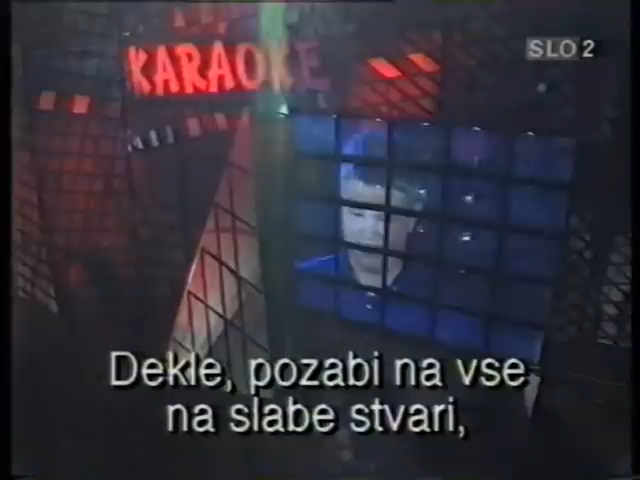 KARAOKE
SLO 2
Dekle, pozabi na vse
na slabe stvari,